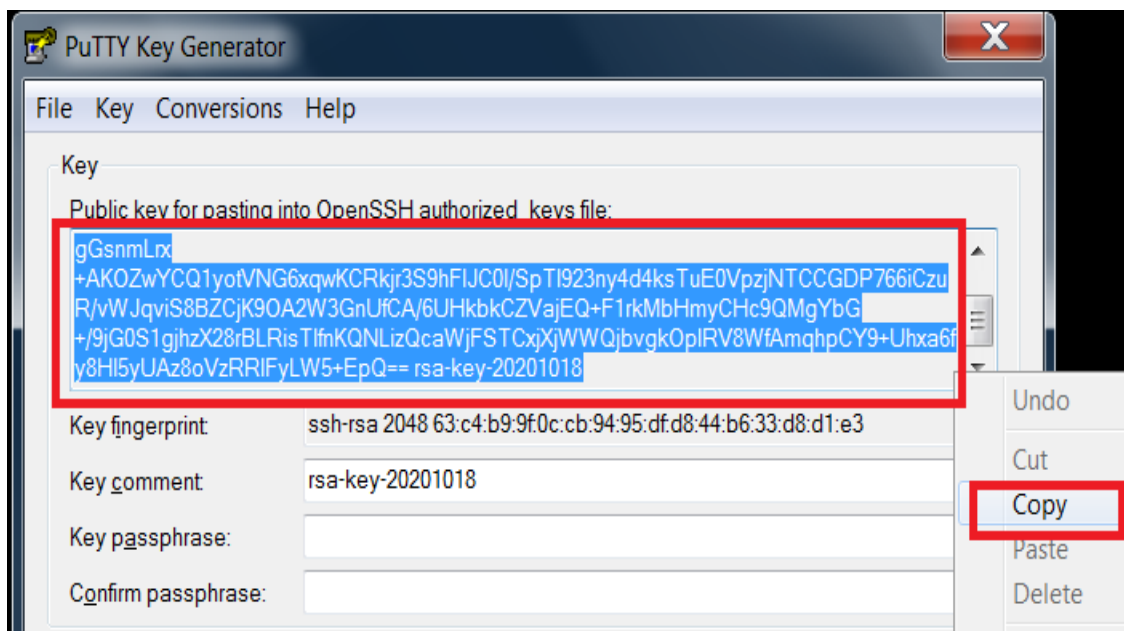 PuTTY Key Generator
File Key Conversions Help
Key
Public key for pasting into OpenSSH authorized_keys file:
gGsnmLrx
+AKOZwYCQ1yotVNG6xqwKCRkjr3S9hFIJC0l/SpTl923ny4d4ksTuE0VpzjNTCCGDP766iCzu
R/vWJqviS8BZCjK9OA2W3GnUfCA/6UHkbkCZVajEQ+F1rkMbHmyCHc9QMgYbG
+/9jG0S1gjhzX28rBLRisTlfnKQNLizQcaWjFSTCxjXjWWQjbvgkOplRV8WfAmqhpCY9+Uhxa6f
y8Hl5yUAz8oVzRRlFyLW5+EpQ== rsa-key-20201018
Key fingerprint: ssh-rsa 2048 63:c4:b9:9f:0c:cb:94:95:df:d8:44:b6:33:d8:d1:e3
Key comment: rsa-key-20201018
Key passphrase:
Confirm passphrase:
Undo
Cut
Copy
Paste
Delete